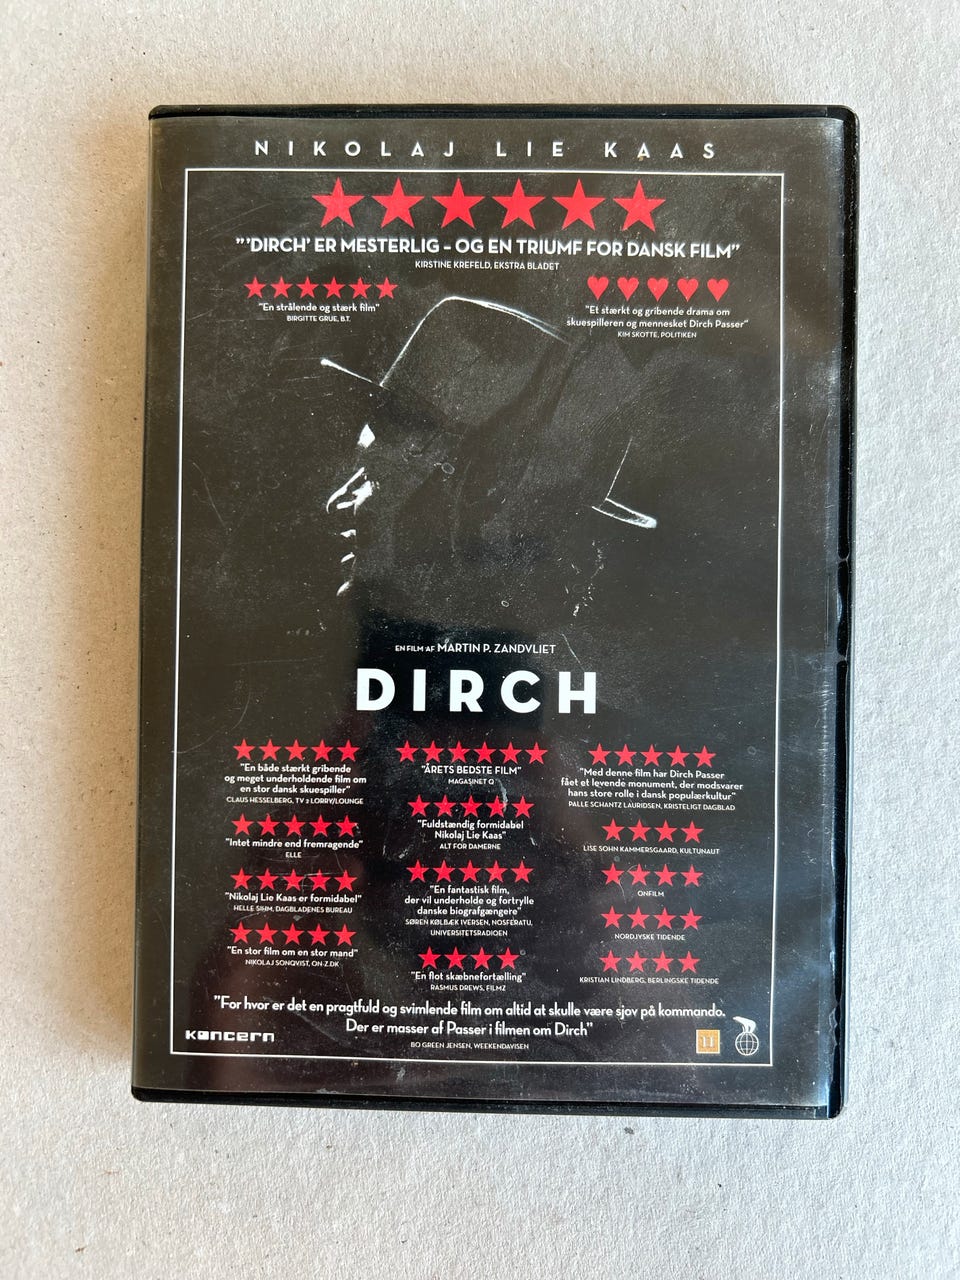 NIKOLAJ LIE KAAS
"'DIRCH' ER MESTERLIG – OG EN TRIUMF FOR DANSK FILM"
KIRSTINE KREFELD, EKSTRA BLADET
"En strålende og stærk film"
BIRGITTE GRUE, B.T.
"Et stærkt og gribende drama om
skuespilleren og mennesket Dirch Passer"
KIM SKOTTE, POLITIKEN
EN FILM AF MARTIN P. ZANDVLIET
DIRCH
"En både stærkt gribende
og meget underholdende film om
en stor dansk skuespiller"
CLAUS HESSELBERG, TV 2 LORRY/LOUNGE
"Intet mindre end fremragende"
ELLE
"Nikolaj Lie Kaas er formidabel"
HELLE SIHM, DAGBLADENES BUREAU
"En stor film om en stor mand"
NIKOLAJ SONQVIST, ON-Z.DK
"ÅRETS BEDSTE FILM"
MAGASINET Q
"Fuldstændig formidabel
Nikolaj Lie Kaas"
ALT FOR DAMERNE
"En fantastisk film,
der vil underholde og fortrylle
danske biografgængere"
SØREN KØLBÆK IVERSEN, NOSFERATU,
UNIVERSITETSRADIOEN
"En flot skæbnefortælling"
RASMUS DREWS, FILMZ
"Med denne film har Dirch Passer
fået et levende monument, der modsvarer
hans store rolle i dansk populærkultur"
PALLE SCHANTZ LAURIDSEN, KRISTELIGT DAGBLAD
LISE SOHN KAMMERSGAARD, KULTUNAUT
ONFILM
NORDJYSKE TIDENDE
KRISTIAN LINDBERG, BERLINGSKE TIDENDE
"For hvor er det en pragtfuld og svimlende film om altid at skulle være sjov på kommando.
Der er masser af Passer i filmen om Dirch"
BO GREEN JENSEN, WEEKENDAVISEN
KONCERN
11